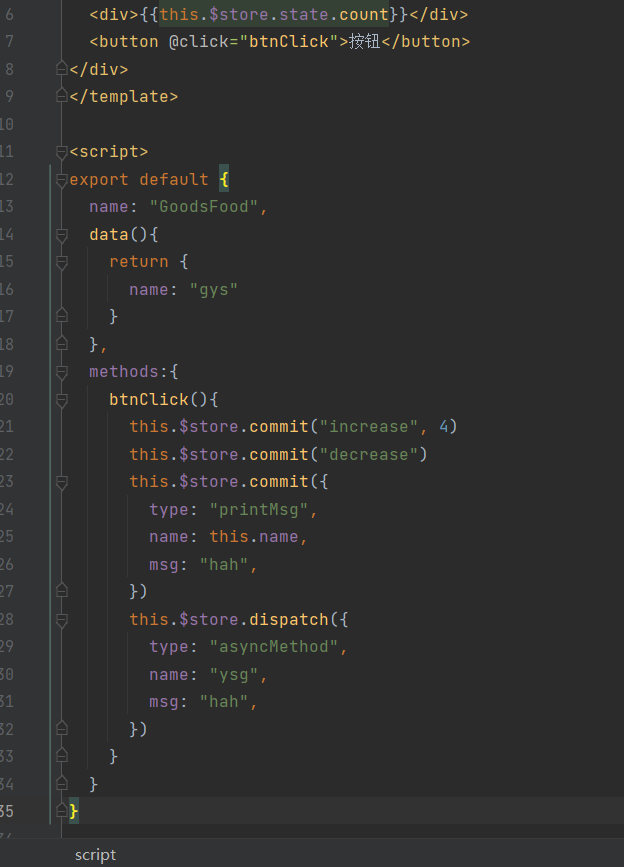 6 <div>{{this.$store.state.count}}</div>
7 <button @click="btnClick">按钮</button>
8 </div>
9 </template>
10
11 <script>
12 export default {
13 name: "GoodsFood",
14 data(){
15 return {
16 name: "gys"
17 }
18 },
19 methods:{
20 btnClick(){
21 this.$store.commit("increase", 4)
22 this.$store.commit("decrease")
23 this.$store.commit({
24 type: "printMsg",
25 name: this.name,
26 msg: "hah",
27 })
28 this.$store.dispatch({
29 type: "asyncMethod",
30 name: "ysg",
31 msg: "hah",
32 })
33 }
34 }
35 }
script